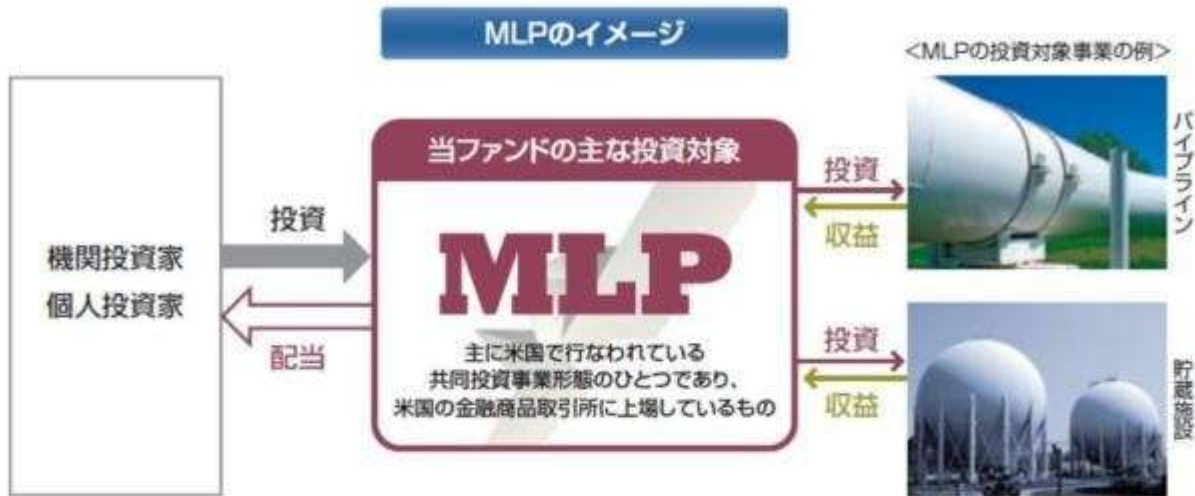 MLPのイメージ
<MLPの投資対象事業の例>
機関投資家
個人投資家
投資
配当
当ファンドの主な投資対象
MLP
主に米国で行なわれている
共同投資事業形態のひとつであり、
米国の金融商品取引所に上場しているもの
投資
収益
パイプライン
投資
収益
貯蔵施設